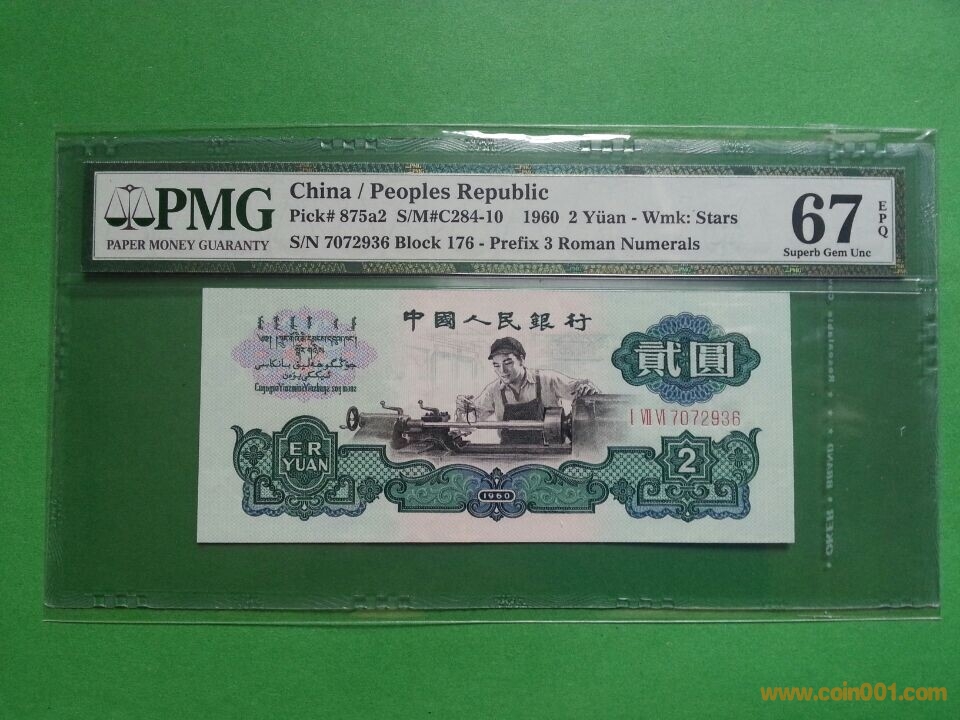 PMG
PAPER MONEY GUARANTY
China / Peoples Republic
Pick# 875a2 S/M#C284-10 1960 2 Yüan - Wmk: Stars
S/N 7072936 Block 176 - Prefix 3 Roman Numerals
67
EPQ
Superb Gem Unc
中國人民銀行
貳圓
I VII VI 7072936
ER
YUAN
2
1960
www.coin001.com